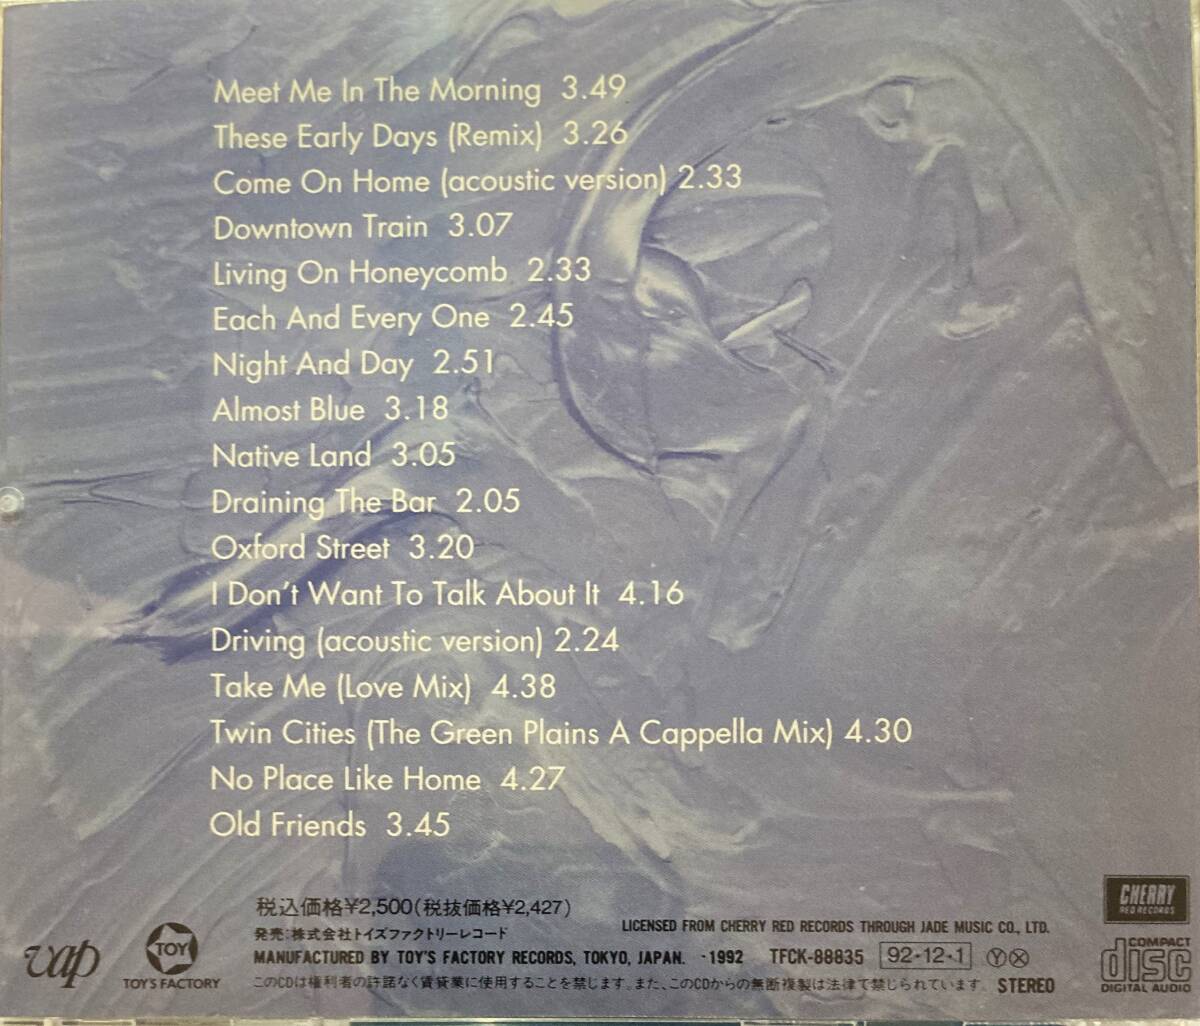 Meet Me In The Morning 3.49
These Early Days (Remix) 3.26
Come On Home (acoustic version) 2.33
Downtown Train 3.07
Living On Honeycomb 2.33
Each And Every One 2.45
Night And Day 2.51
Almost Blue 3.18
Native Land 3.05
Draining The Bar 2.05
Oxford Street 3.20
I Don't Want To Talk About It 4.16
Driving (acoustic version) 2.24
Take Me (Love Mix) 4.38
Twin Cities (The Green Plains A Cappella Mix) 4.30
No Place Like Home 4.27
Old Friends 3.45
CHERRY
RED RECORDS
税込価格¥2,500(税抜価格¥2,427)
発売:株式会社トイズファクトリーレコード
LICENSED FROM CHERRY RED RECORDS THROUGH JADE MUSIC CO., LTD.
vap
TOY
TOY'S FACTORY
MANUFACTURED BY TOY'S FACTORY RECORDS, TOKYO, JAPAN. ・1992 TFCK-88835 92・12・1 Ⓨ Ⓧ
このCDは権利者の許諾なく賃貸業に使用することを禁じます。また、このCDからの無断複製は法律で禁じられています。 STEREO
COMPACT
disc
DIGITAL AUDIO